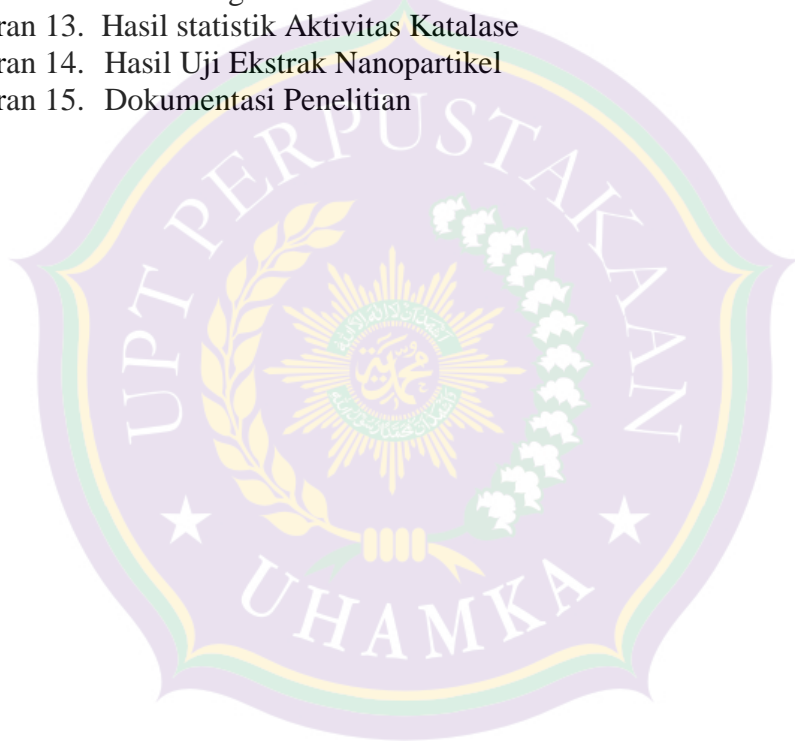 ran 13. Hasil statistik Aktivitas Katalase
ran 14. Hasil Uji Ekstrak Nanopartikel
ran 15. Dokumentasi Penelitian
UPT PERPUSTAKAAN
محمدية
UHAMKA